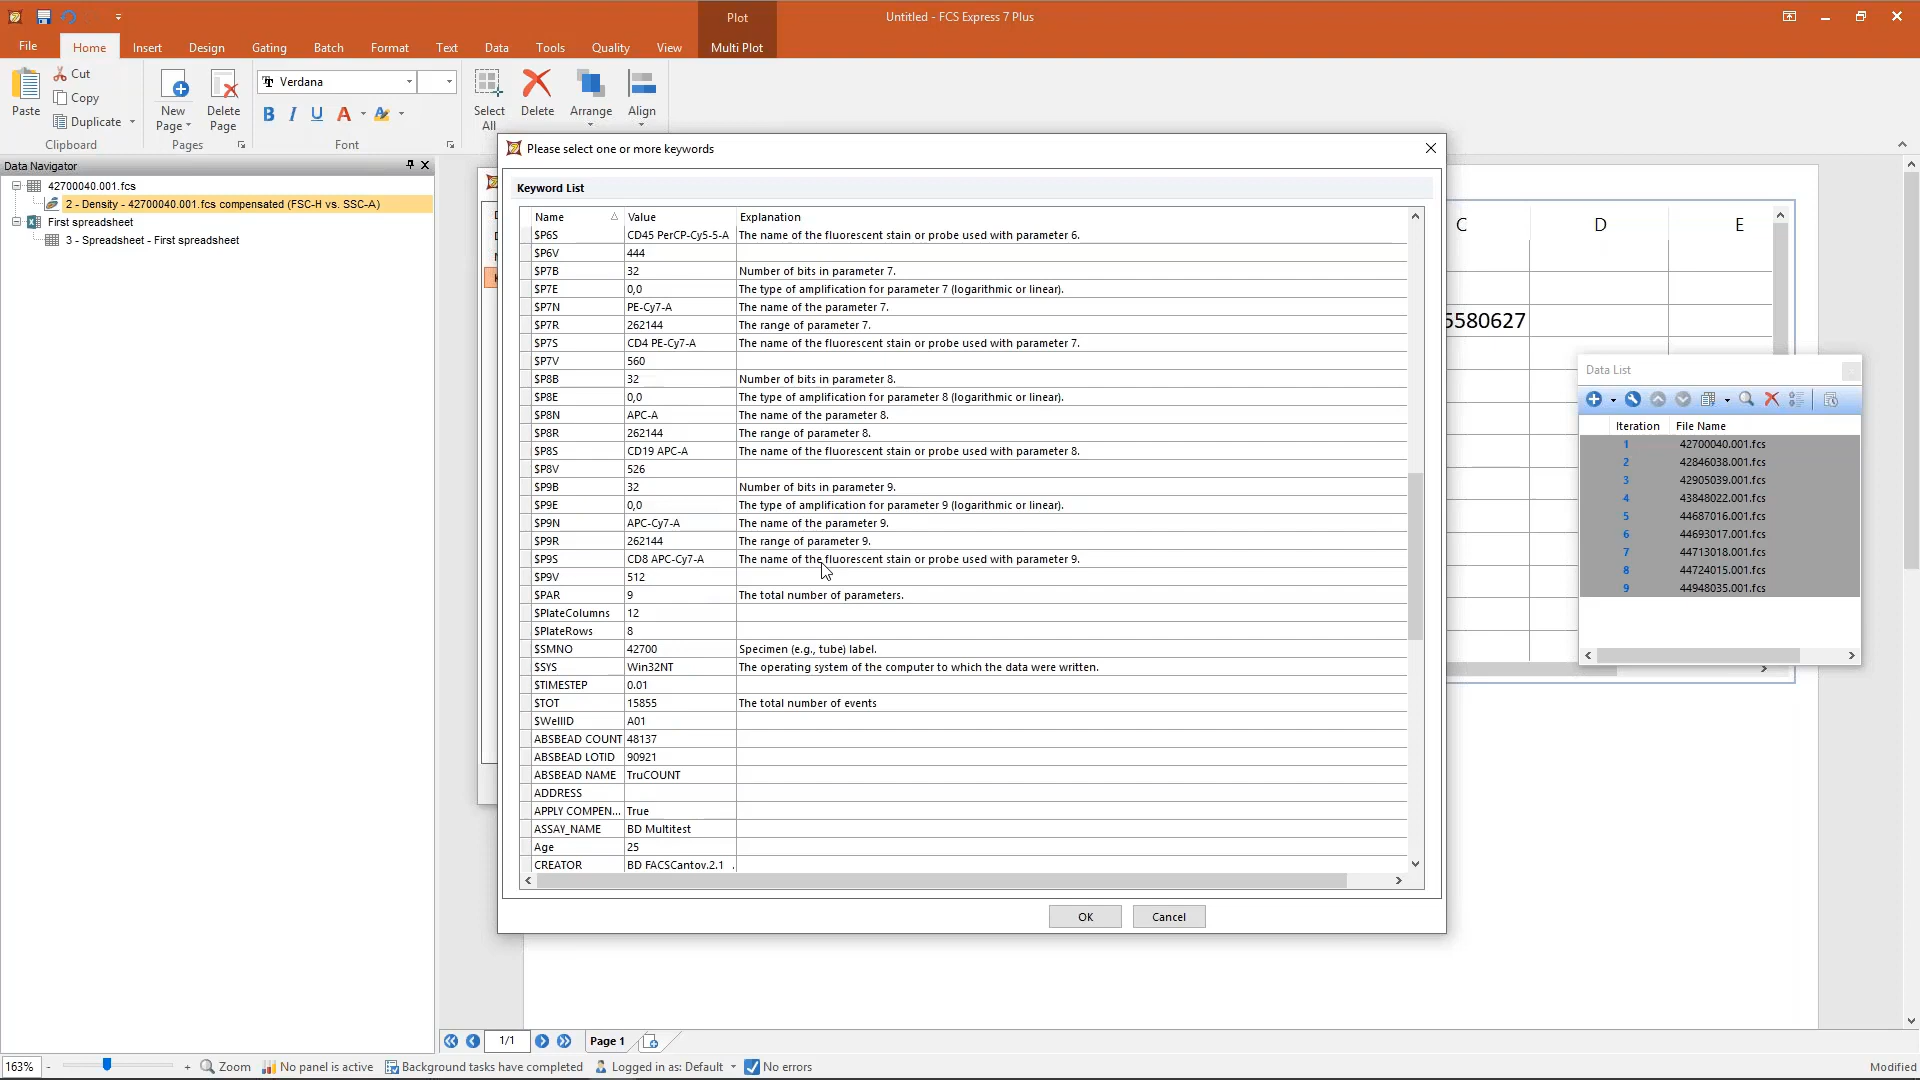 Plot
Untitled - FCS Express 7 Plus
File Home Insert Design Gating Batch Format Text Data Tools Quality View Multi Plot
Paste
Cut
Copy
Duplicate
Clipboard
New Page
Delete Page
Pages
Verdana
B I U A
Font
Select All
Delete
Arrange
Align
Data Navigator
42700040.001.fcs
2 - Density - 42700040.001.fcs compensated (FSC-H vs. SSC-A)
First spreadsheet
3 - Spreadsheet - First spreadsheet
Please select one or more keywords
Keyword List
Name Value Explanation
$P6S CD45 PerCP-Cy5-5-A The name of the fluorescent stain or probe used with parameter 6.
$P6V 444
$P7B 32 Number of bits in parameter 7.
$P7E 0,0 The type of amplification for parameter 7 (logarithmic or linear).
$P7N PE-Cy7-A The name of the parameter 7.
$P7R 262144 The range of parameter 7.
$P7S CD4 PE-Cy7-A The name of the fluorescent stain or probe used with parameter 7.
$P7V 560
$P8B 32 Number of bits in parameter 8.
$P8E 0,0 The type of amplification for parameter 8 (logarithmic or linear).
$P8N APC-A The name of the parameter 8.
$P8R 262144 The range of parameter 8.
$P8S CD19 APC-A The name of the fluorescent stain or probe used with parameter 8.
$P8V 526
$P9B 32 Number of bits in parameter 9.
$P9E 0,0 The type of amplification for parameter 9 (logarithmic or linear).
$P9N APC-Cy7-A The name of the parameter 9.
$P9R 262144 The range of parameter 9.
$P9S CD8 APC-Cy7-A The name of the fluorescent stain or probe used with parameter 9.
$P9V 512
$PAR 9 The total number of parameters.
$PlateColumns 12
$PlateRows 8
$SMNO 42700 Specimen (e.g., tube) label.
$SYS Win32NT The operating system of the computer to which the data were written.
$TIMESTEP 0.01
$TOT 15855 The total number of events
$WellID A01
ABSBEAD COUNT 48137
ABSBEAD LOTID 90921
ABSBEAD NAME TruCOUNT
ADDRESS
APPLY COMPEN... True
ASSAY_NAME BD Multitest
Age 25
CREATOR BD FACSCantov.2.1 .
OK Cancel
C D E
5580627
Data List
Iteration File Name
1 42700040.001.fcs
2 42846038.001.fcs
3 42905039.001.fcs
4 43848022.001.fcs
5 44687016.001.fcs
6 44693017.001.fcs
7 44713018.001.fcs
8 44724015.001.fcs
9 44948035.001.fcs
1/1 Page 1
163% - + Zoom No panel is active Background tasks have completed Logged in as: Default No errors Modified